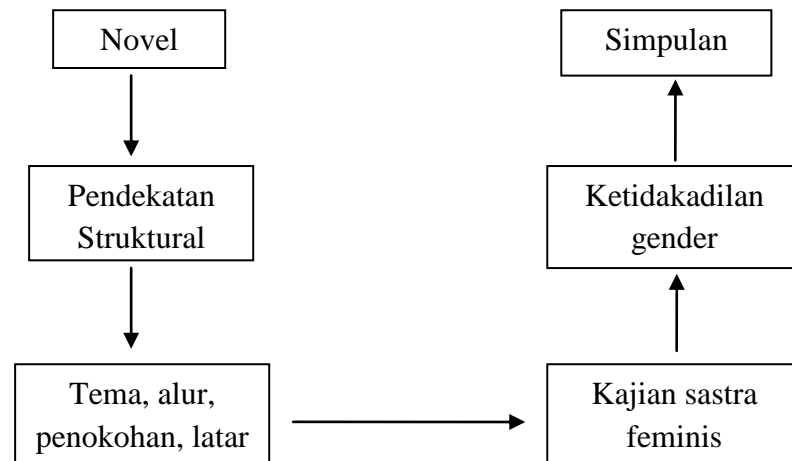 Novel
Simpulan
Pendekatan
Struktural
Ketidakadilan
gender
Tema, alur,
penokohan, latar
Kajian sastra
feminis